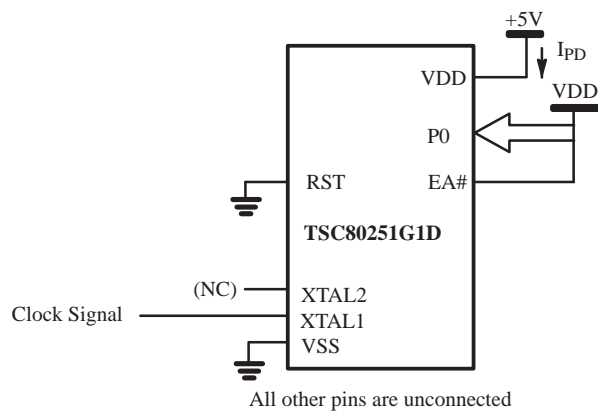 +5V
IPD
VDD
VDD
P0
RST
EA#
TSC80251G1D
(NC)
XTAL2
Clock Signal
XTAL1
VSS
All other pins are unconnected